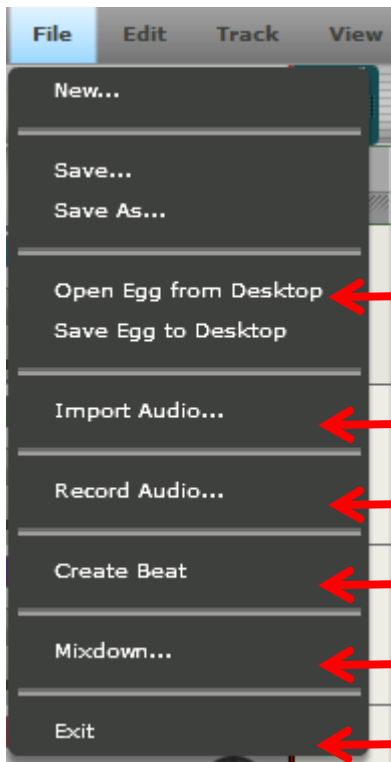 File Edit Track View
New...
Save...
Save As...
Open Egg from Desktop
Save Egg to Desktop
Import Audio...
Record Audio...
Create Beat
Mixdown...
Exit